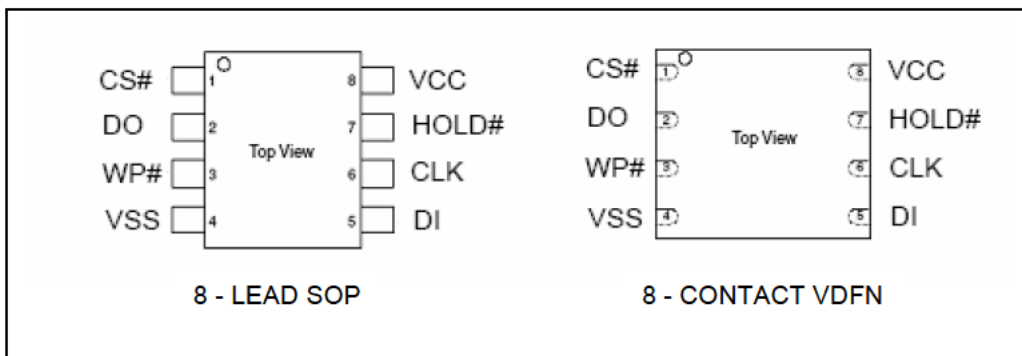 CS# 1 8 VCC
DO 2 7 HOLD#
Top View
WP# 3 6 CLK
VSS 4 5 DI
8 - LEAD SOP
CS# 1 8 VCC
DO 2 7 HOLD#
Top View
WP# 3 6 CLK
VSS 4 5 DI
8 - CONTACT VDFN